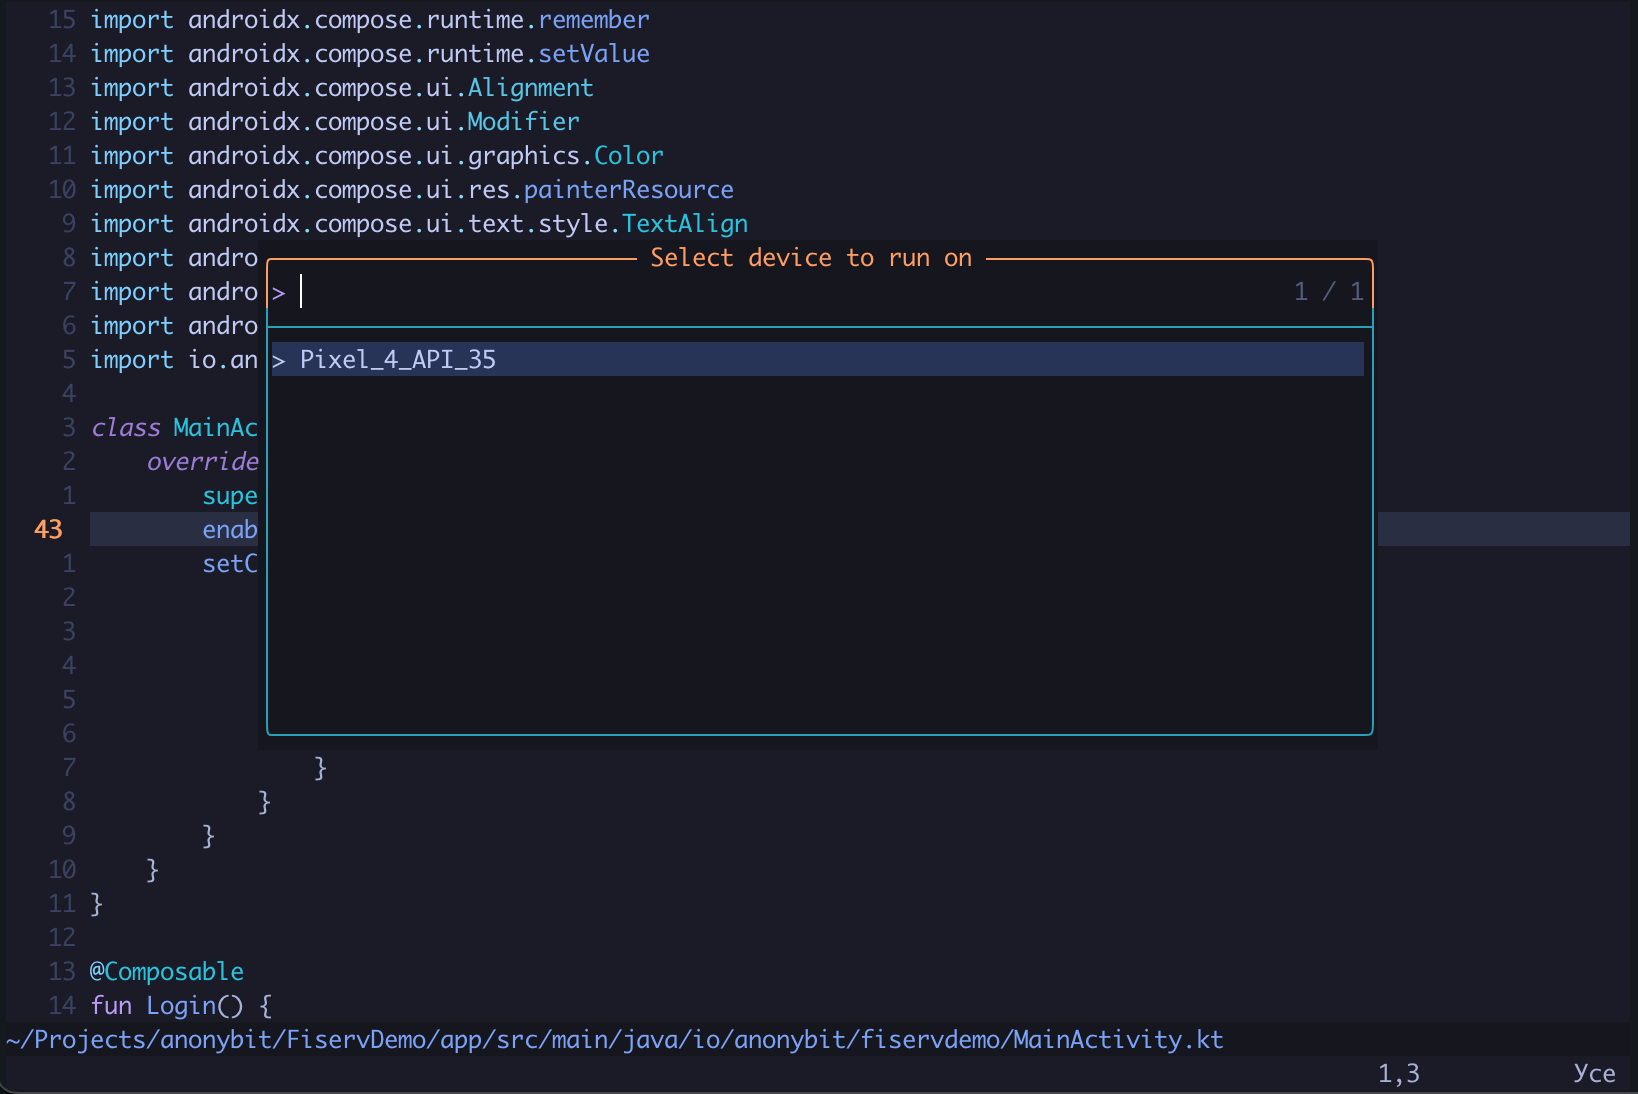 15 import androidx.compose.runtime.remember
14 import androidx.compose.runtime.setValue
13 import androidx.compose.ui.Alignment
12 import androidx.compose.ui.Modifier
11 import androidx.compose.ui.graphics.Color
10 import androidx.compose.ui.res.painterResource
9 import androidx.compose.ui.text.style.TextAlign
8 import andro
Select device to run on
7 import andro
> 1 / 1
6 import andro
5 import io.an
> Pixel_4_API_35
4
3 class MainAc
2 override
1 supe
43 enab
1 setC
2
3
4
5
6
7 }
8 }
9 }
10 }
11 }
12
13 @Composable
14 fun Login() {
~/Projects/anonybit/FiservDemo/app/src/main/java/io/anonybit/fiservdemo/MainActivity.kt
1,3 Усе